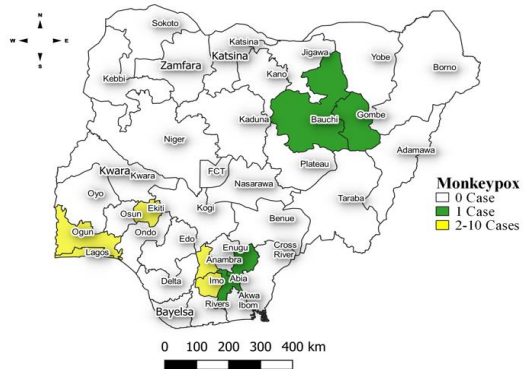 N
W E
S
Sokoto
Katsina
Katsina
Jigawa
Yobe
Borno
Zamfara
Kano
Kebbi
Kaduna
Bauchi
Gombe
Niger
Adamawa
Plateau
Kwara
Kwara
FCT
Nasarawa
Taraba
Oyo
Osun
Ekiti
Kogi
Benue
Ogun
Ondo
Edo
Enugu
Cross
River
Lagos
Anambra
Delta
Imo
Abia
Bayelsa
Rivers
Akwa
Ibom
Monkeypox
0 Case
1 Case
2-10 Cases
0 100 200 300 400 km